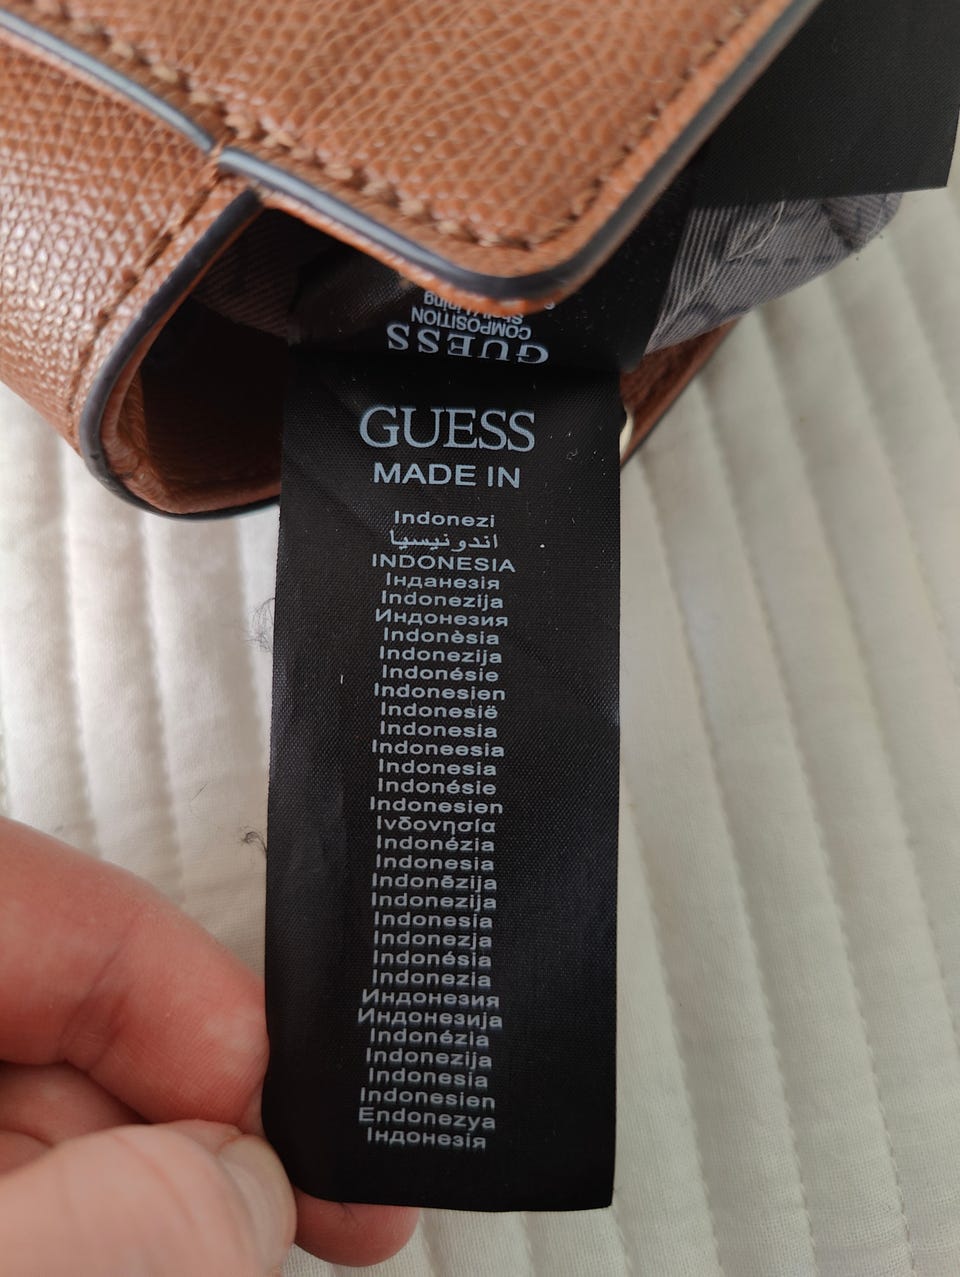 Shell/Lining
COMPOSITION
GUESS
GUESS
MADE IN
Indonezi
اندونيسيا
INDONESIA
Інданезія
Indonezija
Индонезия
Indonèsia
Indonezija
Indonésie
Indonesien
Indonesië
Indonesia
Indoneesia
Indonesia
Indonésie
Indonesien
Ινδονησία
Indonézia
Indonesia
Indonēzija
Indonezija
Indonesia
Indonezja
Indonésia
Indonezia
Индонезия
Индонезија
Indonézia
Indonezija
Indonesia
Indonesien
Endonezya
Індонезія